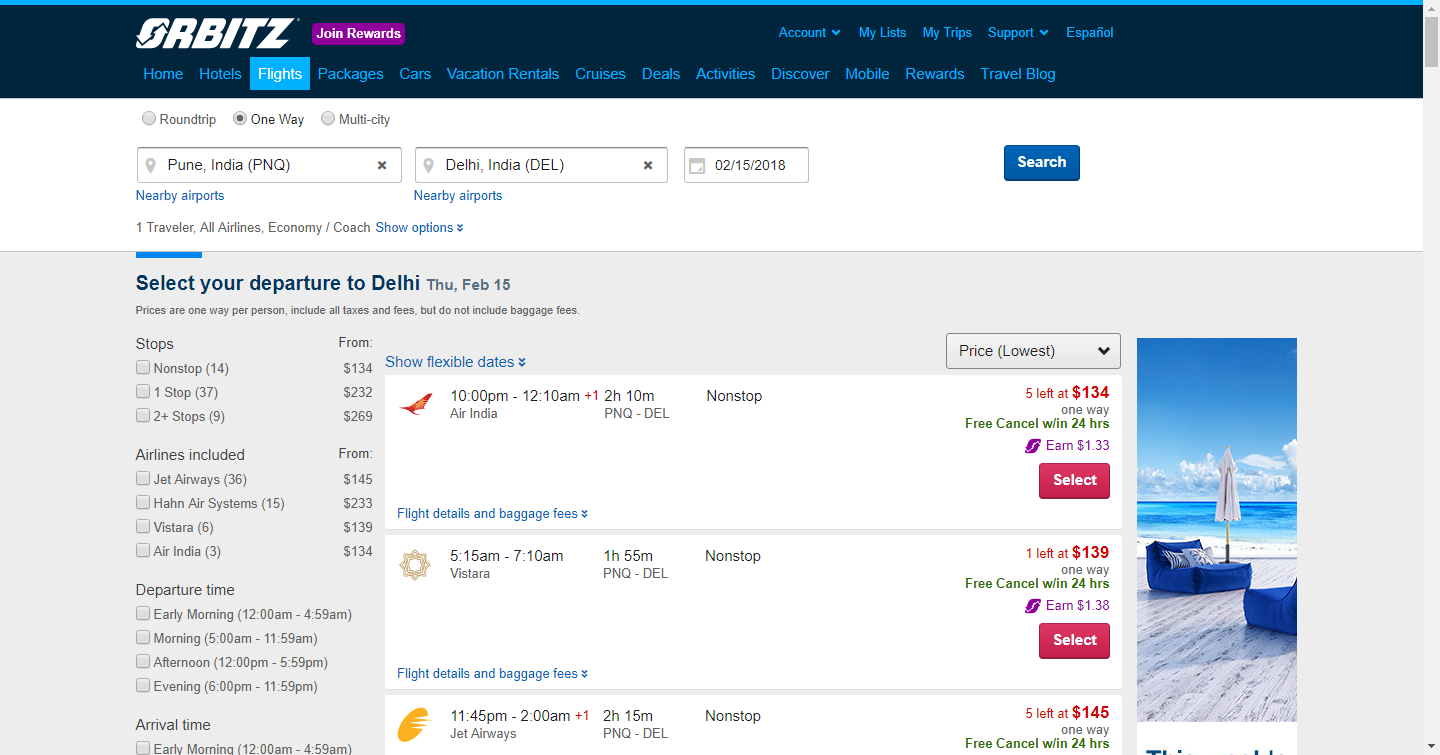 ORBITZ Join Rewards
Account My Lists My Trips Support Español
Home Hotels Flights Packages Cars Vacation Rentals Cruises Deals Activities Discover Mobile Rewards Travel Blog
Roundtrip One Way Multi-city
Pune, India (PNQ) Delhi, India (DEL) 02/15/2018 Search
Nearby airports Nearby airports
1 Traveler, All Airlines, Economy / Coach Show options
Select your departure to Delhi Thu, Feb 15
Prices are one way per person, include all taxes and fees, but do not include baggage fees.
Stops From:
Nonstop (14) $134
1 Stop (37) $232
2+ Stops (9) $269
Airlines included From:
Jet Airways (36) $145
Hahn Air Systems (15) $233
Vistara (6) $139
Air India (3) $134
Departure time
Early Morning (12:00am - 4:59am)
Morning (5:00am - 11:59am)
Afternoon (12:00pm - 5:59pm)
Evening (6:00pm - 11:59pm)
Arrival time
Early Morning (12:00am - 4:59am)
Show flexible dates
Price (Lowest)
10:00pm - 12:10am +1 2h 10m Nonstop 5 left at $134
Air India PNQ - DEL one way
Free Cancel w/in 24 hrs
Earn $1.33
Select
Flight details and baggage fees
5:15am - 7:10am 1h 55m Nonstop 1 left at $139
Vistara PNQ - DEL one way
Free Cancel w/in 24 hrs
Earn $1.38
Select
Flight details and baggage fees
11:45pm - 2:00am +1 2h 15m Nonstop 5 left at $145
Jet Airways PNQ - DEL one way
Free Cancel w/in 24 hrs